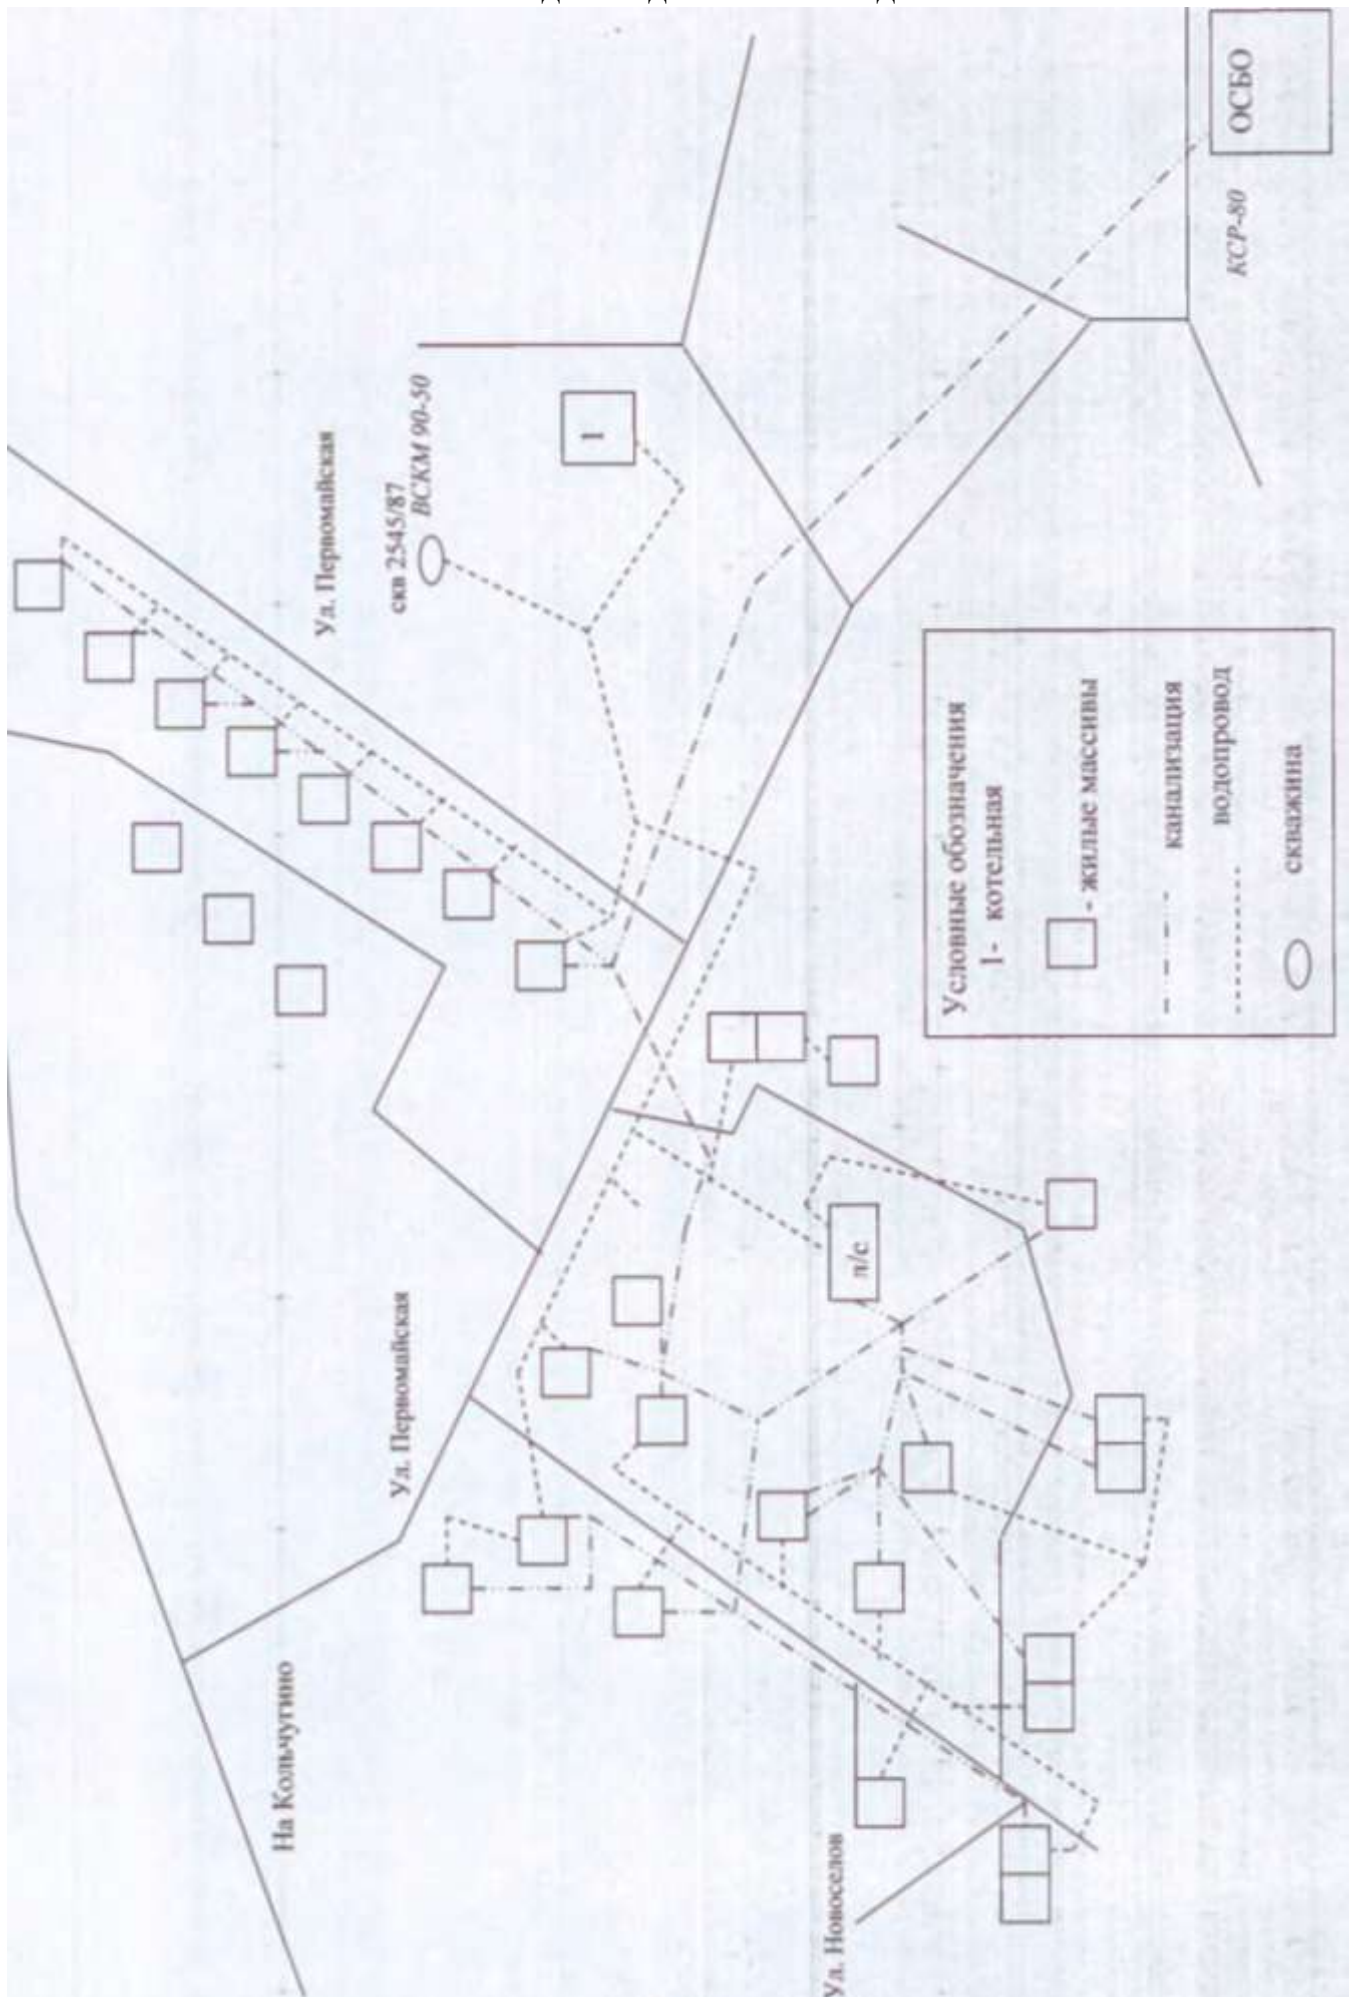 ОСБО
КСР-80
Ул. Первомайская
скв 2545/87
ВСКМ 90-50
1
Ул. Первомайская
На Кольчугино
п/с
Ул. Новоселов
Условные обозначения
1- котельная
- жилые массивы
канализация
водопровод
скважина